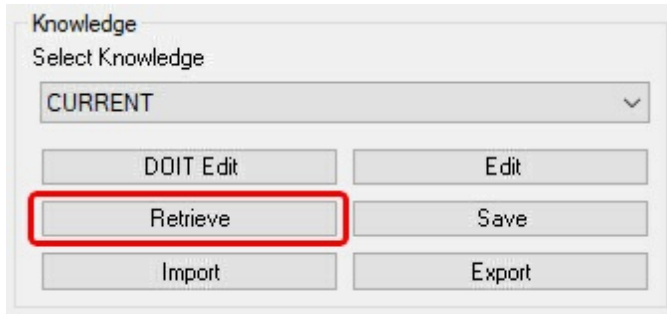 Knowledge
Select Knowledge
CURRENT
DOIT Edit Edit
Retrieve Save
Import Export